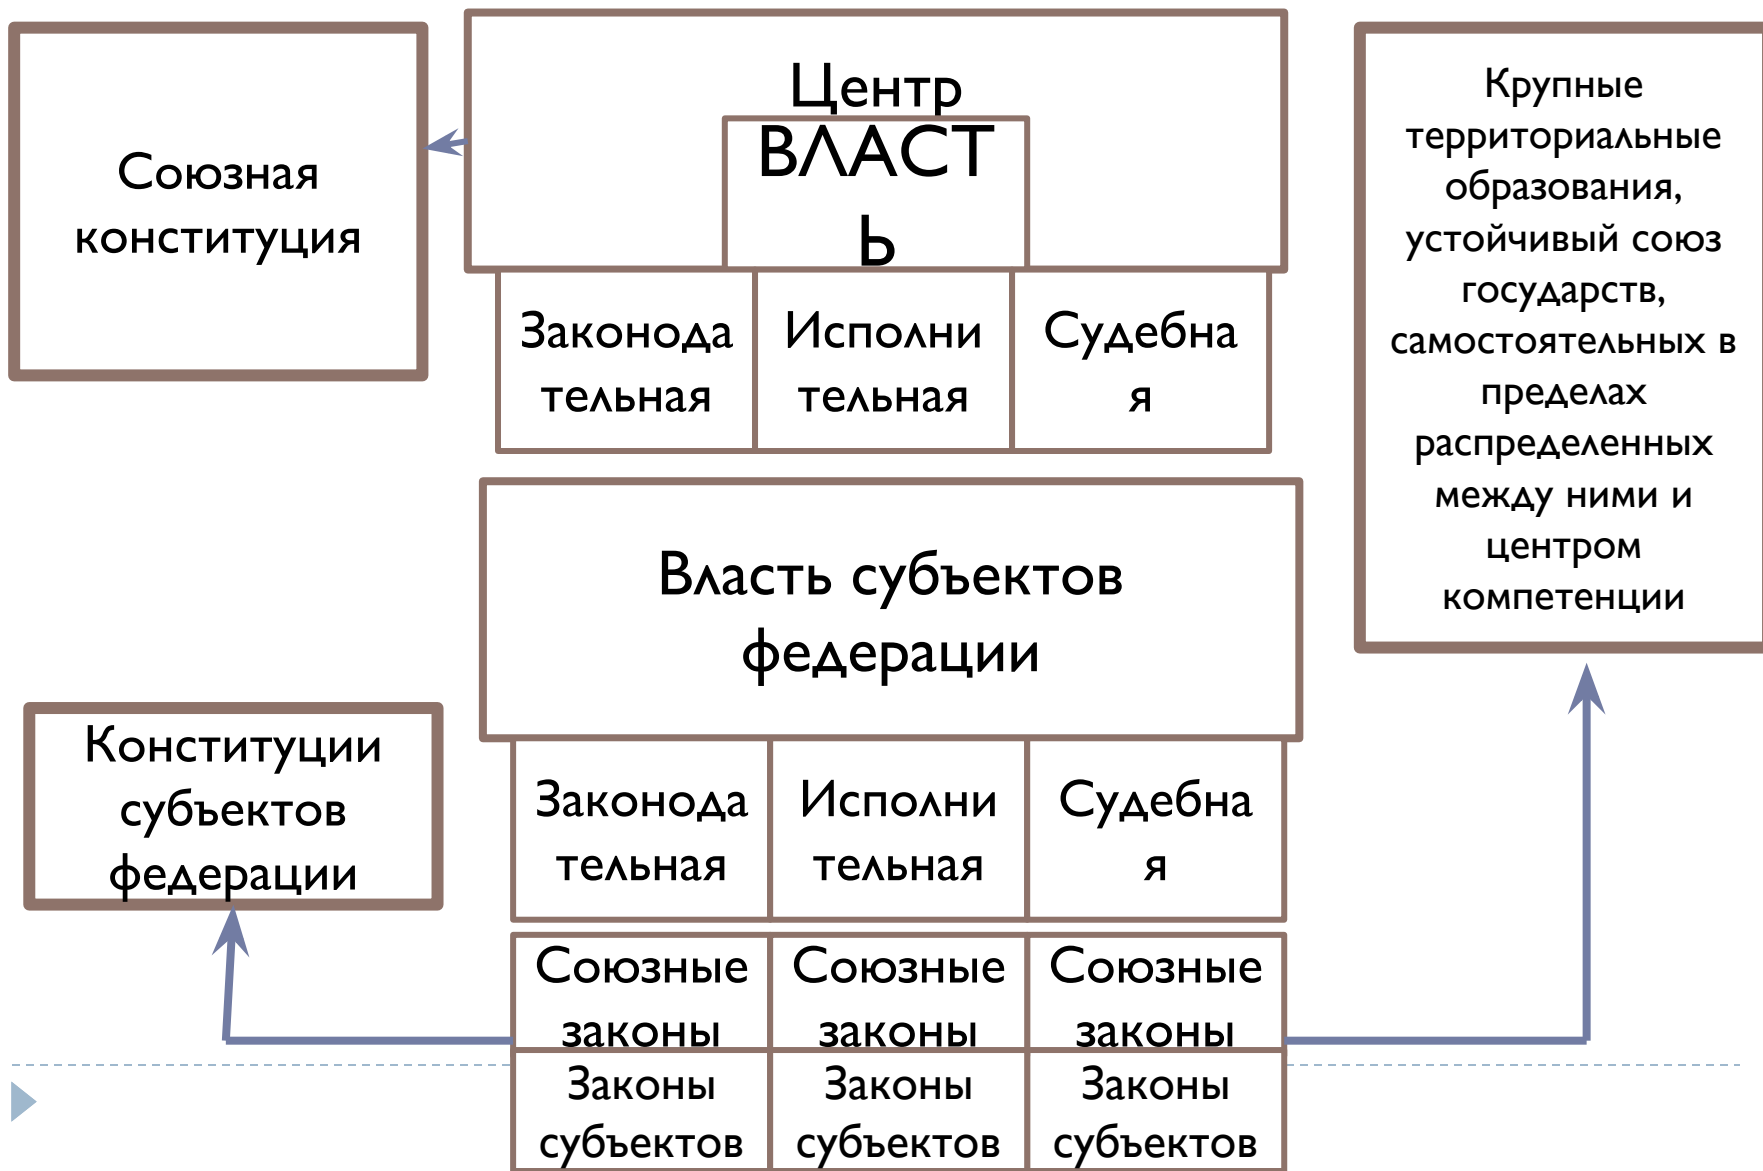 Союзная
конституция
Центр
ВЛАСТ
Ь
Законода
тельная
Исполни
тельная
Судебна
я
Крупные
территориальные
образования,
устойчивый союз
государств,
самостоятельных в
пределах
распределенных
между ними и
центром
компетенции
Власть субъектов
федерации
Конституции
субъектов
федерации
Законода
тельная
Исполни
тельная
Судебна
я
Союзные
законы
Союзные
законы
Союзные
законы
Законы
субъектов
Законы
субъектов
Законы
субъектов